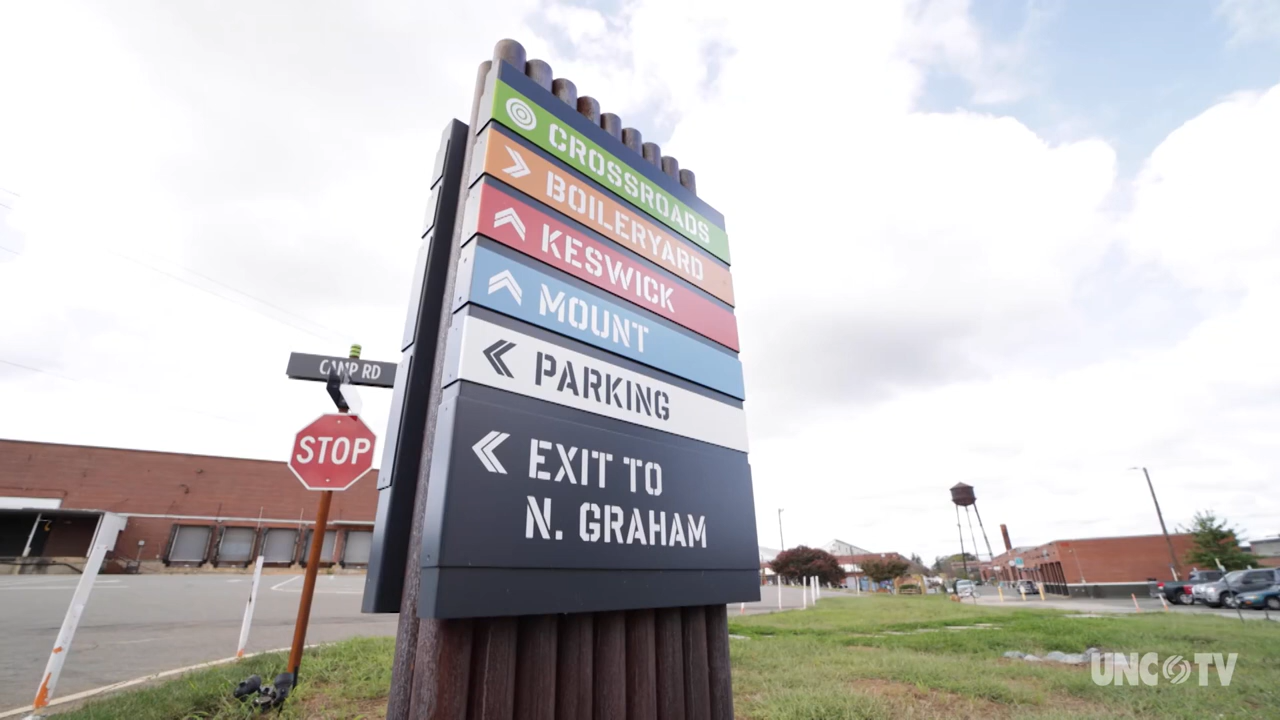 CROSSROADS
BOILERYARD
KESWICK
MOUNT
PARKING
EXIT TO
N. GRAHAM
CAMP RD
STOP
UNC TV